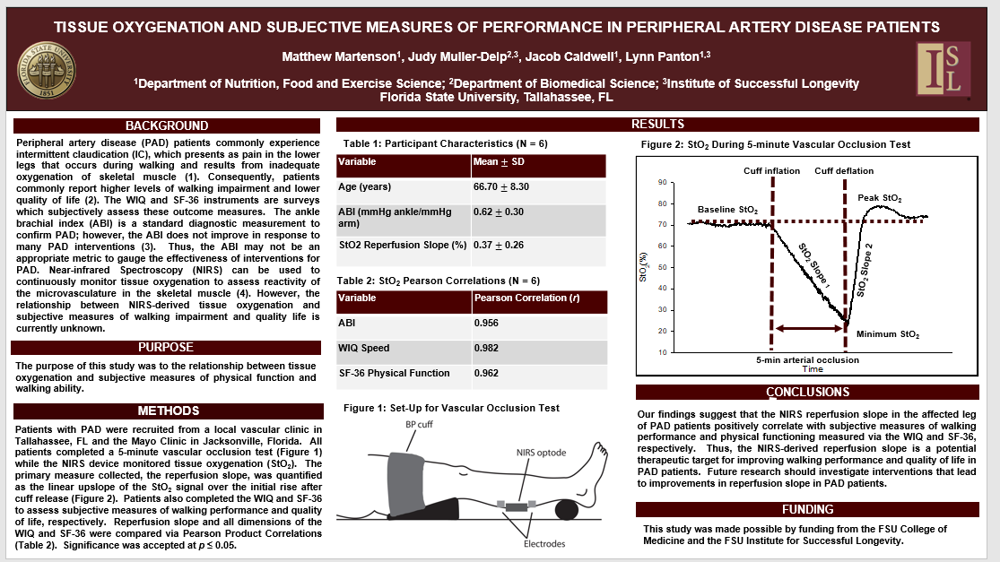 TISSUE OXYGENATION AND SUBJECTIVE MEASURES OF PERFORMANCE IN PERIPHERAL ARTERY DISEASE PATIENTS
Matthew Martenson1, Judy Muller-Delp2,3, Jacob Caldwell1, Lynn Panton1,3
1Department of Nutrition, Food and Exercise Science; 2Department of Biomedical Science; 3Institute of Successful Longevity
Florida State University, Tallahassee, FL
FLORIDA STATE UNIVERSITY
1851
I S L
BACKGROUND
Peripheral artery disease (PAD) patients commonly experience
intermittent claudication (IC), which presents as pain in the lower
legs that occurs during walking and results from inadequate
oxygenation of skeletal muscle (1). Consequently, patients
commonly report higher levels of walking impairment and lower
quality of life (2). The WIQ and SF-36 instruments are surveys
which subjectively assess these outcome measures. The ankle
brachial index (ABI) is a standard diagnostic measurement to
confirm PAD; however, the ABI does not improve in response to
many PAD interventions (3). Thus, the ABI may not be an
appropriate metric to gauge the effectiveness of interventions for
PAD. Near-infrared Spectroscopy (NIRS) can be used to
continuously monitor tissue oxygenation to assess reactivity of
the microvasculature in the skeletal muscle (4). However, the
relationship between NIRS-derived tissue oxygenation and
subjective measures of walking impairment and quality life is
currently unknown.
PURPOSE
The purpose of this study was to the relationship between tissue
oxygenation and subjective measures of physical function and
walking ability.
METHODS
Patients with PAD were recruited from a local vascular clinic in
Tallahassee, FL and the Mayo Clinic in Jacksonville, Florida. All
patients completed a 5-minute vascular occlusion test (Figure 1)
while the NIRS device monitored tissue oxygenation (StO2). The
primary measure collected, the reperfusion slope, was quantified
as the linear upslope of the StO2 signal over the initial rise after
cuff release (Figure 2). Patients also completed the WIQ and SF-36
to assess subjective measures of walking performance and quality
of life, respectively. Reperfusion slope and all dimensions of the
WIQ and SF-36 were compared via Pearson Product Correlations
(Table 2). Significance was accepted at p ≤ 0.05.
RESULTS
Table 1: Participant Characteristics (N = 6)
Variable Mean ± SD
Age (years) 66.70 ± 8.30
ABI (mmHg ankle/mmHg 0.62 ± 0.30
arm)
StO2 Reperfusion Slope (%) 0.37 ± 0.26
Table 2: StO2 Pearson Correlations (N = 6)
Variable Pearson Correlation (r)
ABI 0.956
WIQ Speed 0.982
SF-36 Physical Function 0.962
Figure 1: Set-Up for Vascular Occlusion Test
BP cuff
NIRS optode
Electrodes
Figure 2: StO2 During 5-minute Vascular Occlusion Test
Cuff inflation Cuff deflation
90
80
70
60
50
40
30
20
10
StO2(%)
Baseline StO2
Peak StO2
StO2 Slope 1
StO2 Slope 2
Minimum StO2
5-min arterial occlusion
Time
CONCLUSIONS
Our findings suggest that the NIRS reperfusion slope in the affected leg
of PAD patients positively correlate with subjective measures of walking
performance and physical functioning measured via the WIQ and SF-36,
respectively. Thus, the NIRS-derived reperfusion slope is a potential
therapeutic target for improving walking performance and quality of life in
PAD patients. Future research should investigate interventions that lead
to improvements in reperfusion slope in PAD patients.
FUNDING
This study was made possible by funding from the FSU College of
Medicine and the FSU Institute for Successful Longevity.